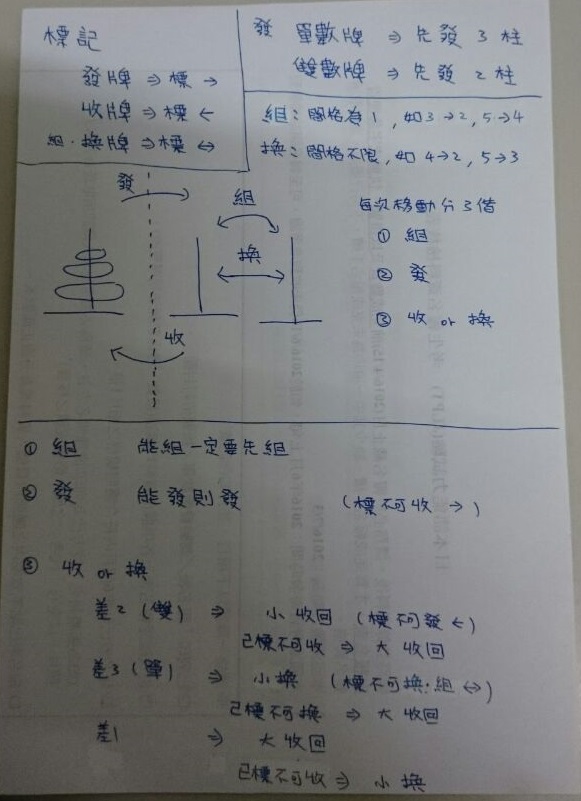 標記
發牌 ⇒ 標 →
收牌 ⇒ 標 ←
組·換牌 ⇒ 標 ↔
發 單數牌 ⇒ 先發 3 柱
雙數牌 ⇒ 先發 2 柱
組: 間格為 1, 如 3→2, 5→4
換: 間格不限, 如 4→2, 5→3
發
組
換
收
每次移動分 3 階
① 組
② 發
③ 收 or 換
① 組 能組一定要先組
② 發 能發則發 (標不可收 →)
③ 收 or 換
差2 (雙) ⇒ 小收回 (標不可發 ←)
已標不可收 ⇒ 大收回
差3 (單) ⇒ 小換 (標不可換·組 ↔)
已標不可換 ⇒ 大收回
差1 ⇒ 大收回
已標不可收 ⇒ 小換